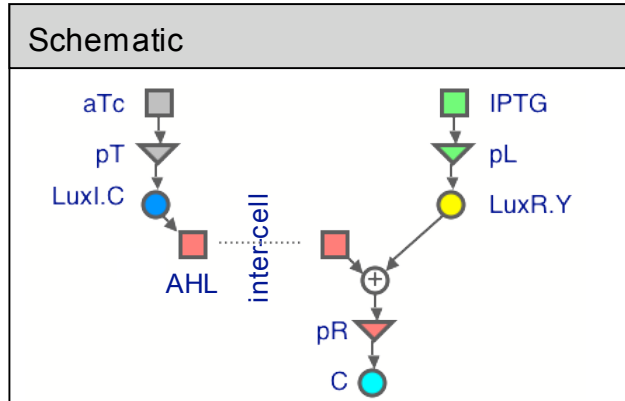 Schematic
aTc
IPTG
pT
pL
LuxI.C
LuxR.Y
inter-cell
AHL
+
pR
C